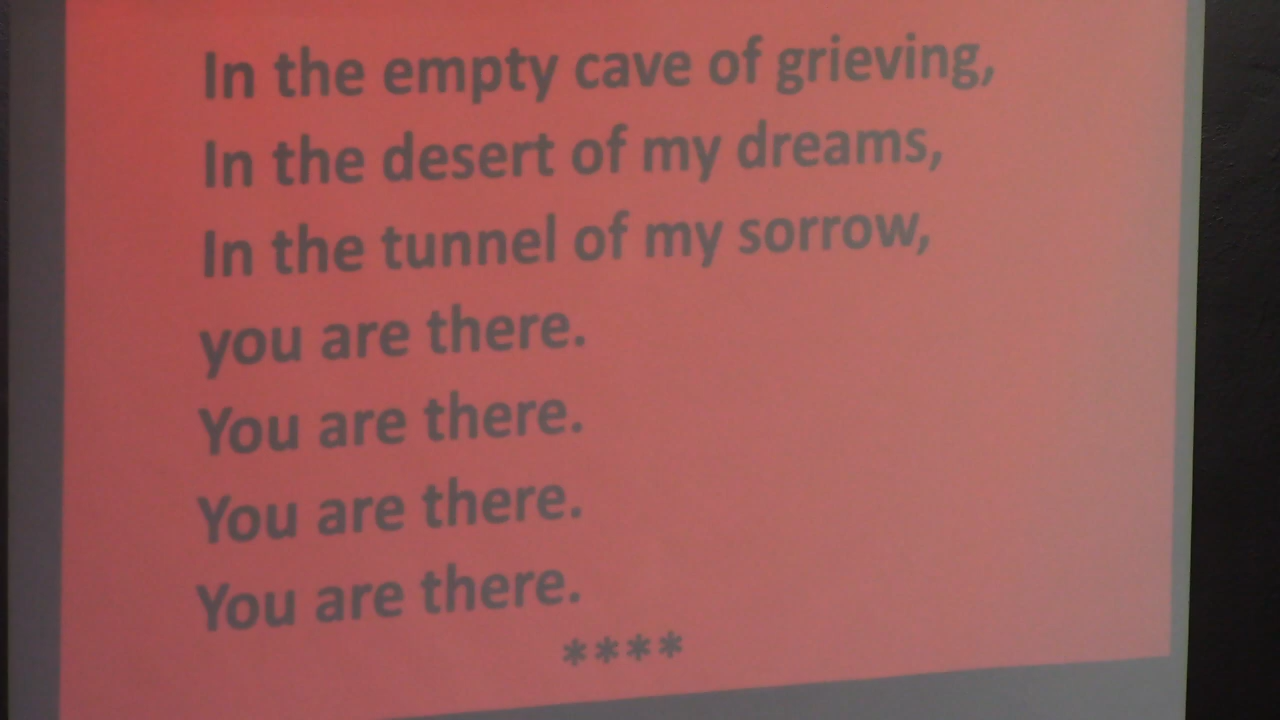 In the empty cave of grieving,
In the desert of my dreams,
In the tunnel of my sorrow,
you are there.
You are there.
You are there.
You are there.
****